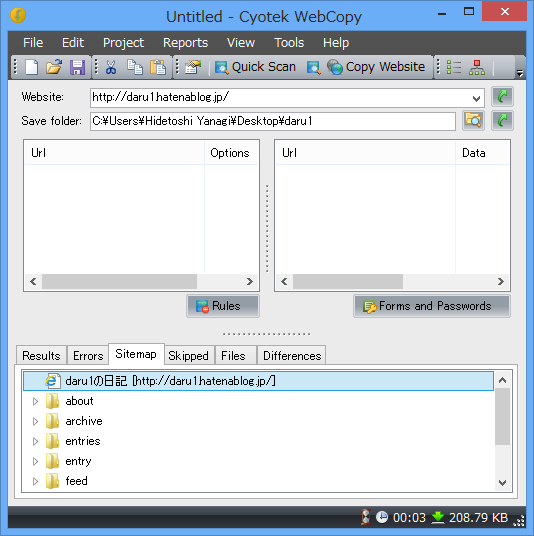 Untitled - Cyotek WebCopy
File Edit Project Reports View Tools Help
Quick Scan Copy Website
Website: http://daru1.hatenablog.jp/
Save folder: C:¥Users¥Hidetoshi Yanagi¥Desktop¥daru1
Url Options Url Data
Rules Forms and Passwords
Results Errors Sitemap Skipped Files Differences
daru1の日記 [http://daru1.hatenablog.jp/]
about
archive
entries
entry
feed
00:03 208.79 KB